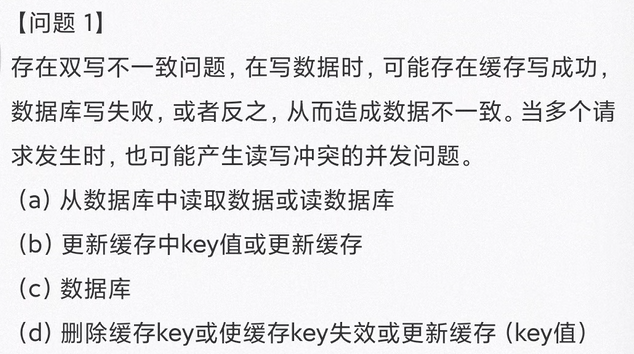 【问题 1】
存在双写不一致问题，在写数据时，可能存在缓存写成功，
数据库写失败，或者反之，从而造成数据不一致。当多个请
求发生时，也可能产生读写冲突的并发问题。
（a）从数据库中读取数据或读数据库
（b）更新缓存中key值或更新缓存
（c）数据库
（d）删除缓存key或使缓存key失效或更新缓存（key值）